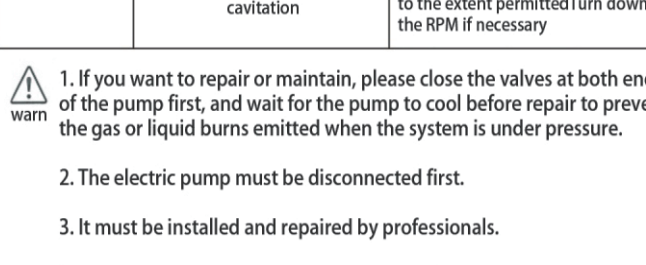 cavitation
to the extent permittedTurn down
the RPM if necessary
1. If you want to repair or maintain, please close the valves at both
warn of the pump first, and wait for the pump to cool before repair to
the gas or liquid burns emitted when the system is under pressure.
2. The electric pump must be disconnected first.
3. It must be installed and repaired by professionals.